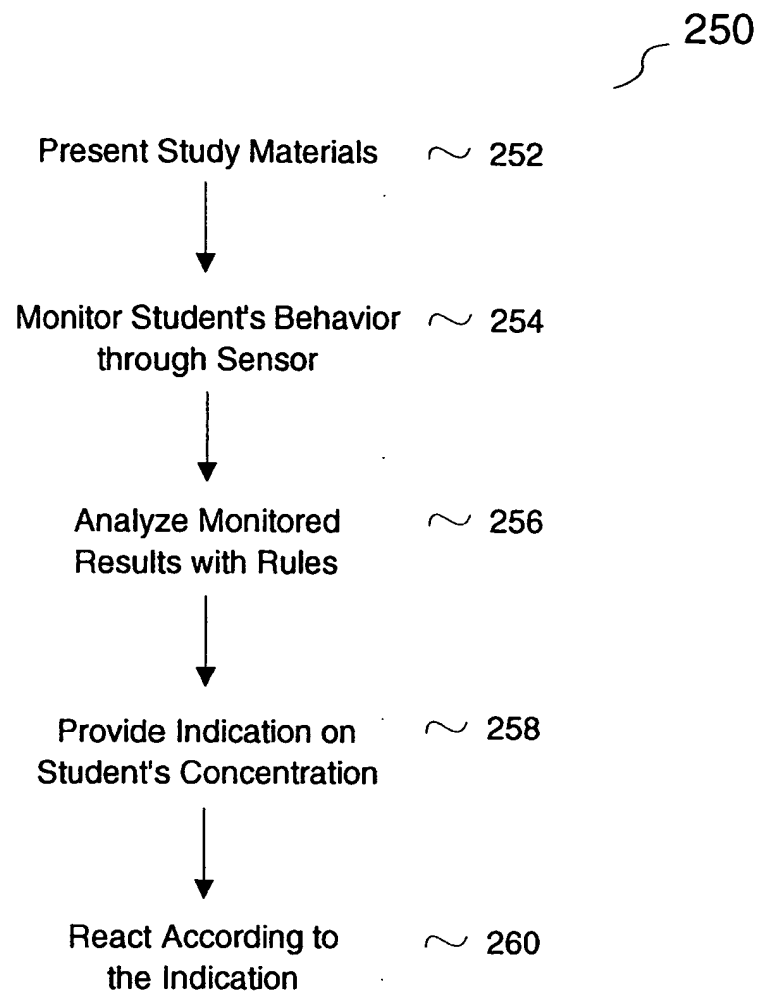 250
Present Study Materials 252
Monitor Student's Behavior 254
through Sensor
Analyze Monitored 256
Results with Rules
Provide Indication on 258
Student's Concentration
React According to 260
the Indication